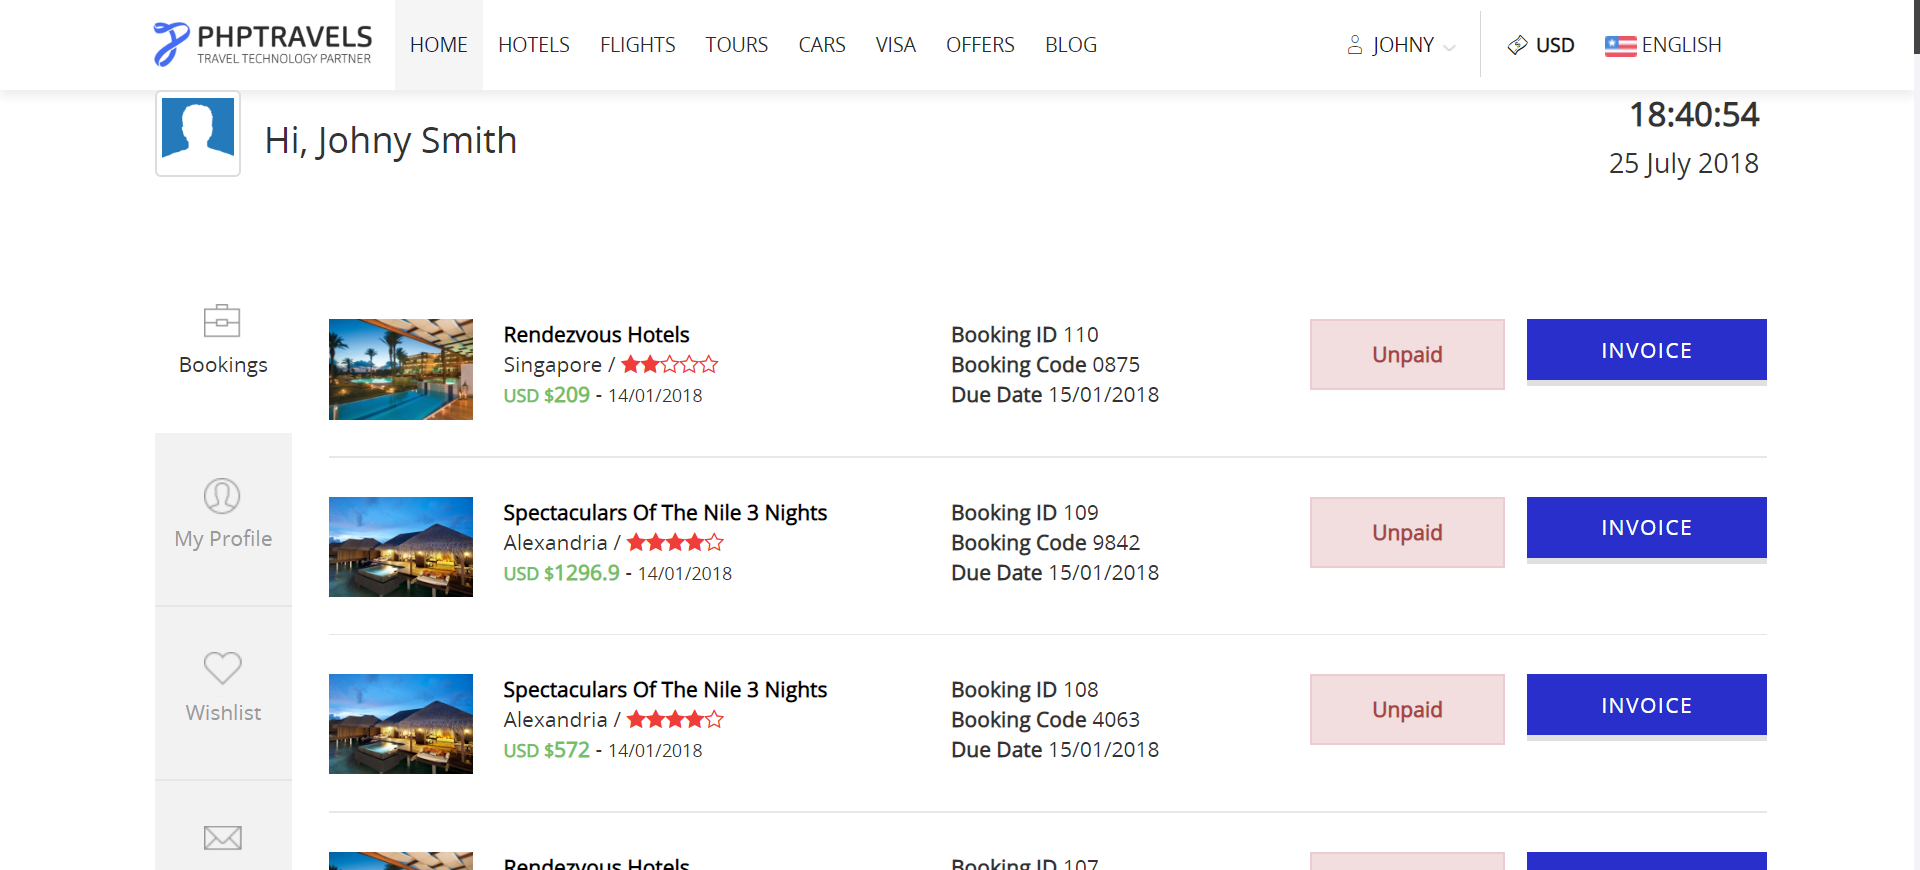 PHPTRAVELS
TRAVEL TECHNOLOGY PARTNER
HOME HOTELS FLIGHTS TOURS CARS VISA OFFERS BLOG JOHNY USD ENGLISH
Hi, Johny Smith
18:40:54
25 July 2018
Bookings
My Profile
Wishlist
Rendezvous Hotels
Singapore /
USD $209 - 14/01/2018
Booking ID 110
Booking Code 0875
Due Date 15/01/2018
Unpaid
INVOICE
Spectaculars Of The Nile 3 Nights
Alexandria /
USD $1296.9 - 14/01/2018
Booking ID 109
Booking Code 9842
Due Date 15/01/2018
Unpaid
INVOICE
Spectaculars Of The Nile 3 Nights
Alexandria /
USD $572 - 14/01/2018
Booking ID 108
Booking Code 4063
Due Date 15/01/2018
Unpaid
INVOICE
Rendezvous Hotels
Booking ID 107